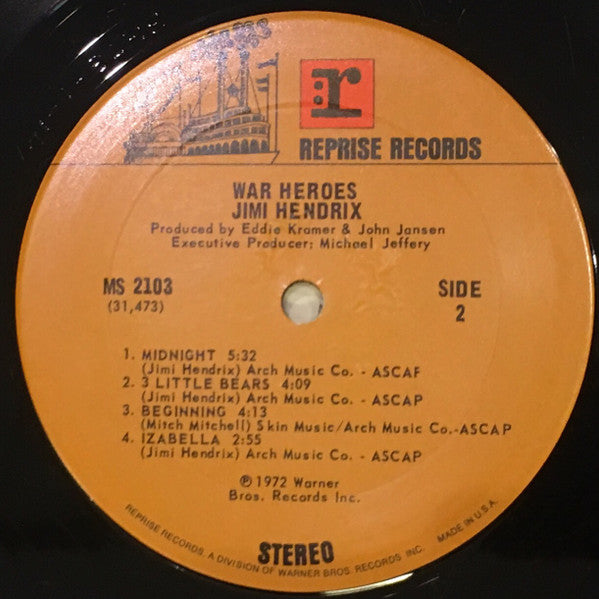 :r
REPRISE RECORDS
WAR HEROES
JIMI HENDRIX
Produced by Eddie Kramer & John Jansen
Executive Producer: Michael Jeffery
MS 2103
(31,473)
SIDE
2
1. MIDNIGHT 5:32
(Jimi Hendrix) Arch Music Co. - ASCAP
2. 3 LITTLE BEARS 4:09
(Jimi Hendrix) Arch Music Co. - ASCAP
3. BEGINNING 4:13
(Mitch Mitchell) Skin Music/Arch Music Co.-ASCAP
4. IZABELLA 2:55
(Jimi Hendrix) Arch Music Co. - ASCAP
℗ 1972 Warner
Bros. Records Inc.
STEREO
REPRISE RECORDS, A DIVISION OF WARNER BROS. RECORDS INC. MADE IN U.S.A.